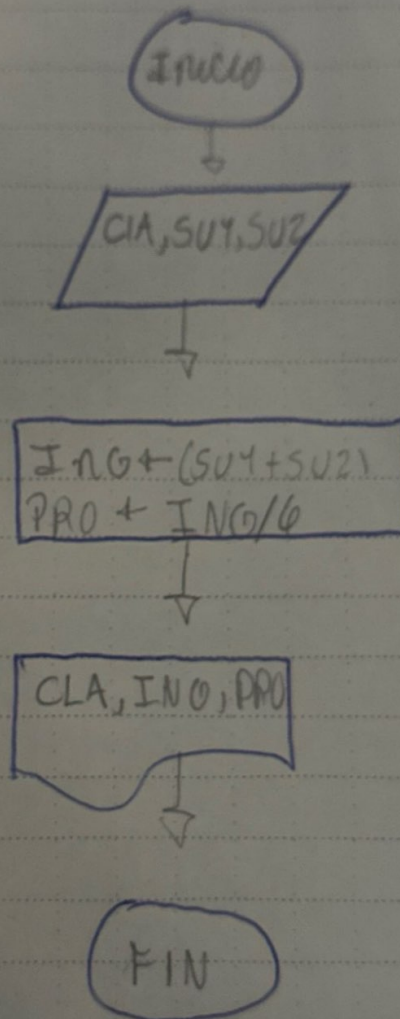 INICIO
CLA, SU1, SU2
ING ← (SU1 + SU2)
PRO ← ING/6
CLA, ING, PRO
FIN